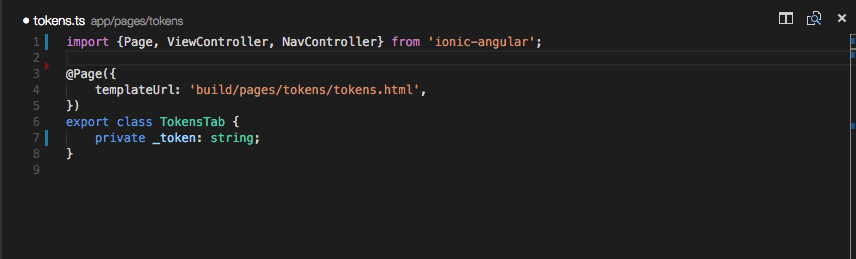 ● tokens.ts app/pages/tokens
1 import {Page, ViewController, NavController} from 'ionic-angular';
2
3 @Page({
4     templateUrl: 'build/pages/tokens/tokens.html',
5 })
6 export class TokensTab {
7     private _token: string;
8 }
9